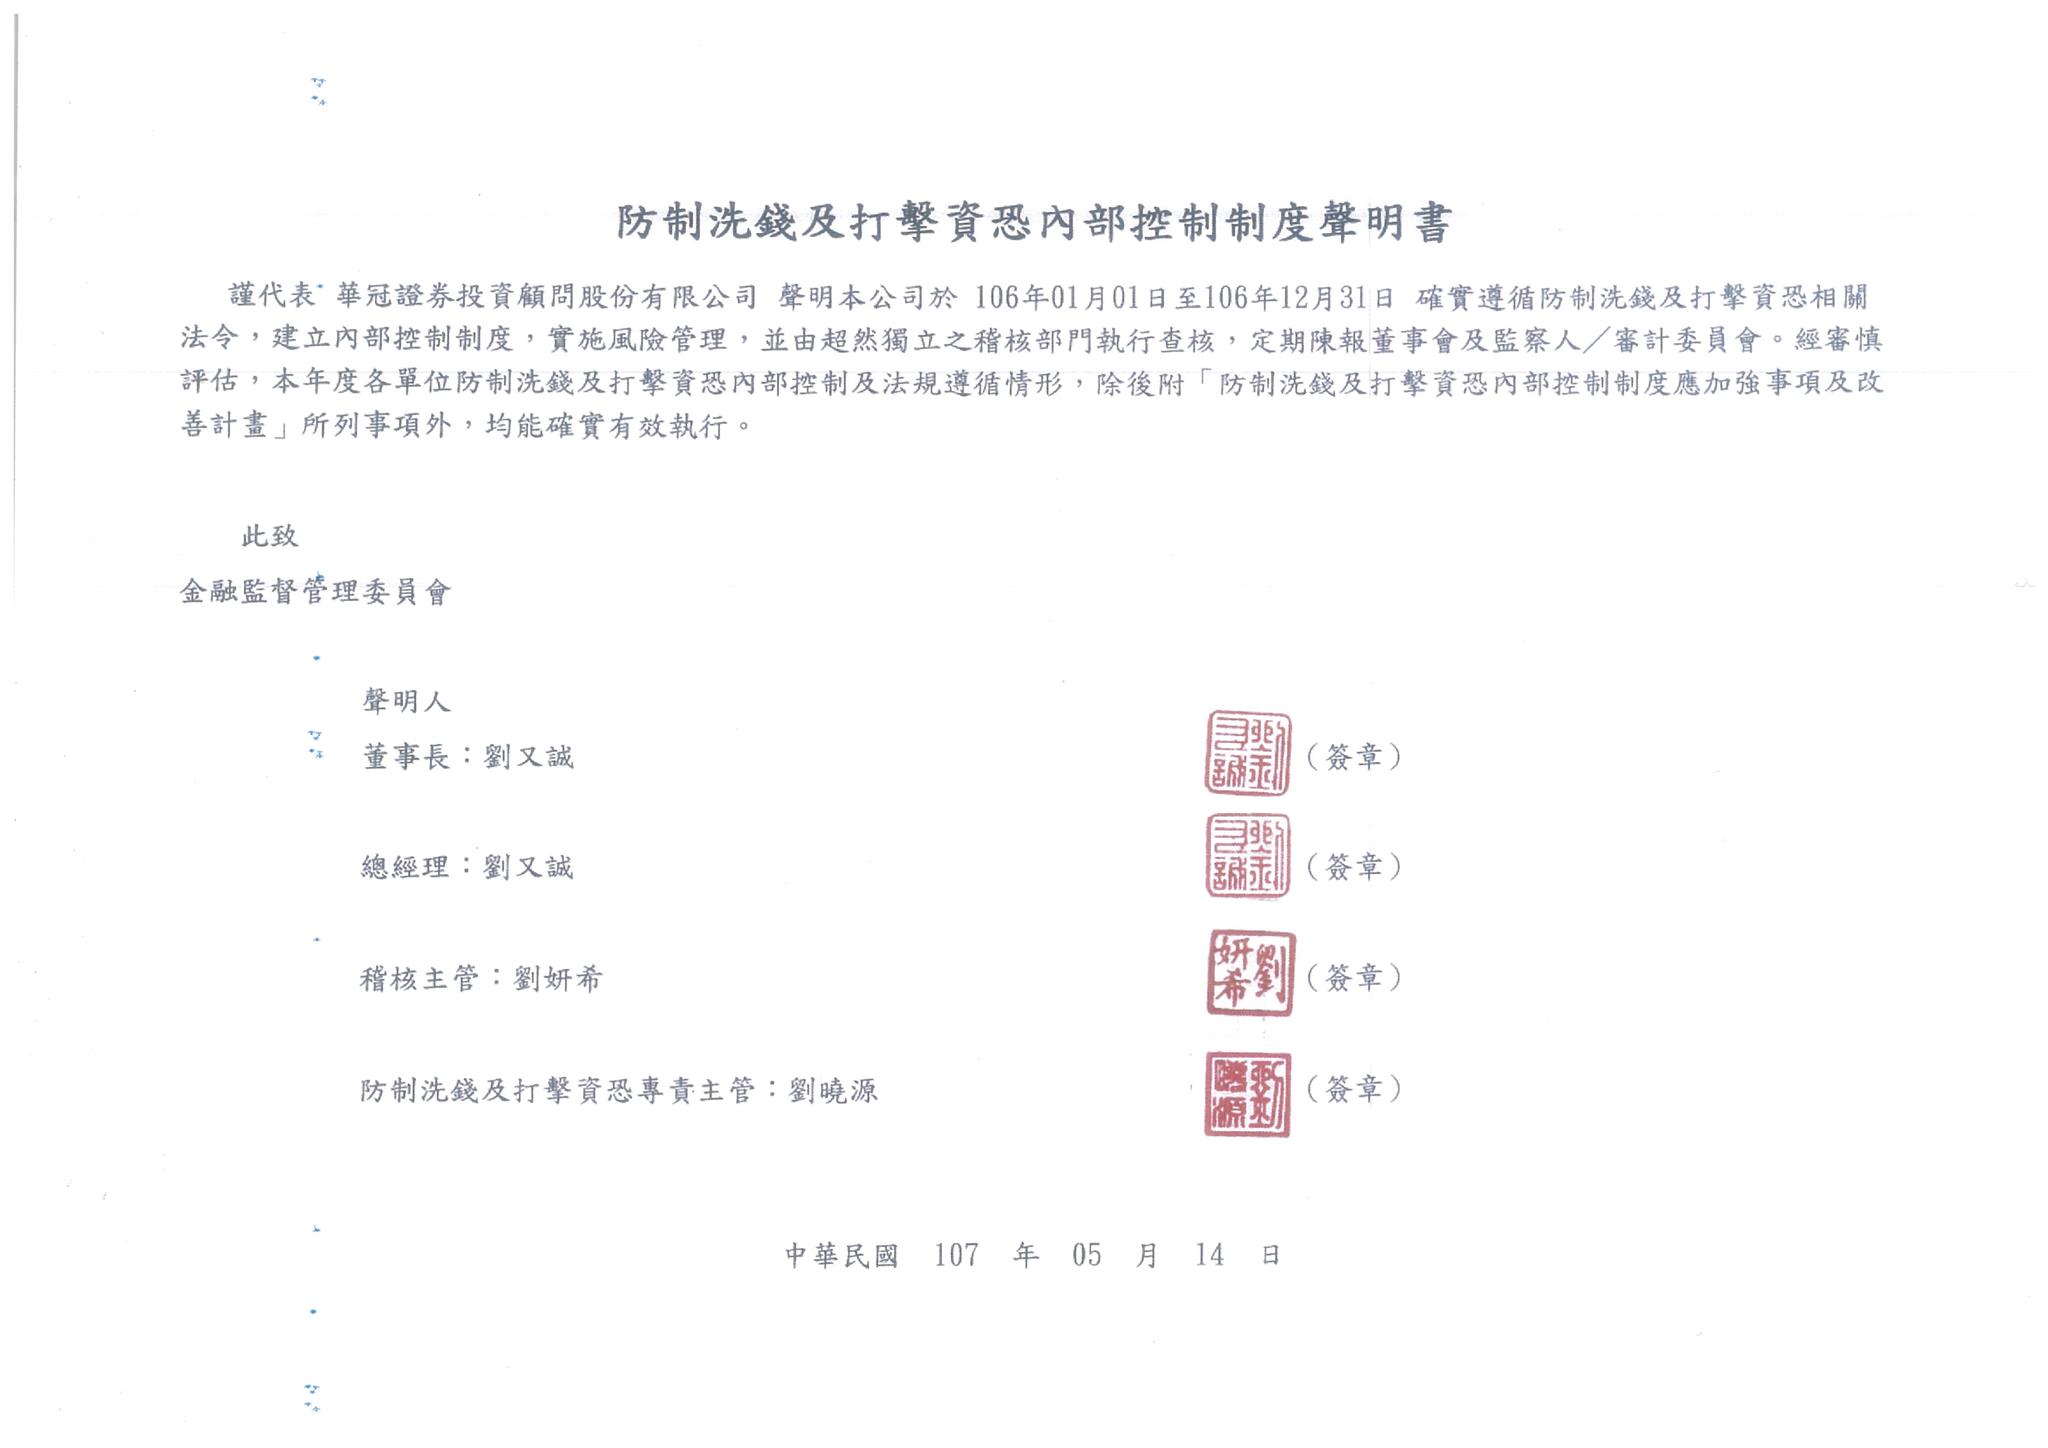 防制洗錢及打擊資恐內部控制制度聲明書
謹代表 華冠證券投資顧問股份有限公司 聲明本公司於 106年01月01日至106年12月31日 確實遵循防制洗錢及打擊資恐相關
法令，建立內部控制制度，實施風險管理，並由超然獨立之稽核部門執行查核，定期陳報董事會及監察人／審計委員會。經審慎
評估，本年度各單位防制洗錢及打擊資恐內部控制及法規遵循情形，除後附「防制洗錢及打擊資恐內部控制制度應加強事項及改
善計畫」所列事項外，均能確實有效執行。
此致
金融監督管理委員會
聲明人
董事長：劉又誠 劉又誠 （簽章）
總經理：劉又誠 劉又誠 （簽章）
稽核主管：劉妍希 劉妍希 （簽章）
防制洗錢及打擊資恐專責主管：劉曉源 劉曉源 （簽章）
中華民國 107 年 05 月 14 日